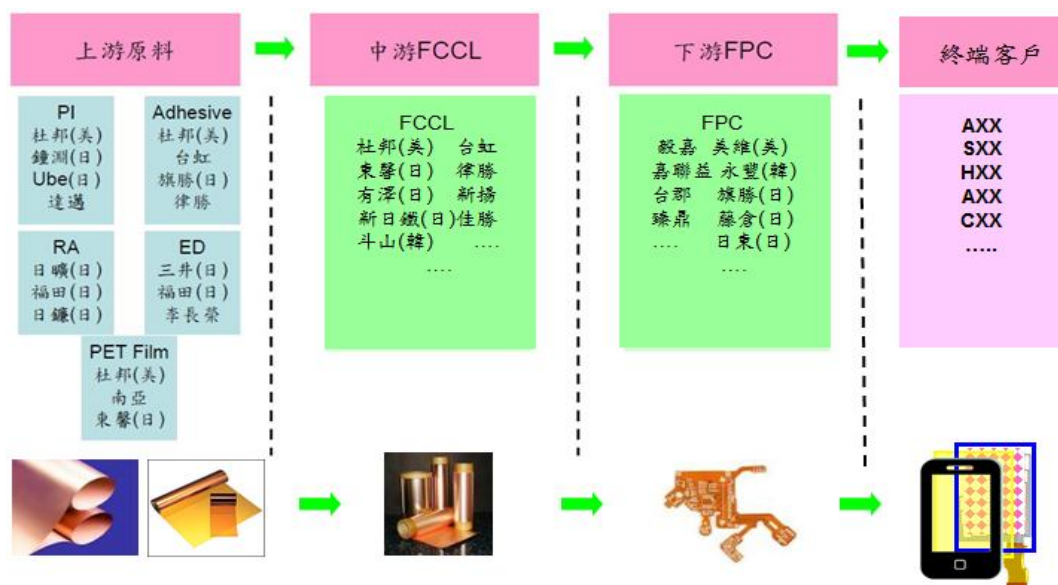 上游原料
中游FCCL
下游FPC
終端客戶
PI
杜邦(美)
鐘淵(日)
Ube(日)
達邁
Adhesive
杜邦(美)
台虹
旗勝(日)
律勝
RA
日曠(日)
福田(日)
日鐮(日)
ED
三井(日)
福田(日)
李長榮
PET Film
杜邦(美)
南亞
東馨(日)
FCCL
杜邦(美) 台虹
東馨(日) 律勝
有澤(日) 新揚
新日鐵(日)佳勝
斗山(韓) ....
....
FPC
毅嘉 美維(美)
嘉聯益 永豐(韓)
台郡 旗勝(日)
臻鼎 藤倉(日)
.... 日東(日)
....
AXX
SXX
HXX
AXX
CXX
.....